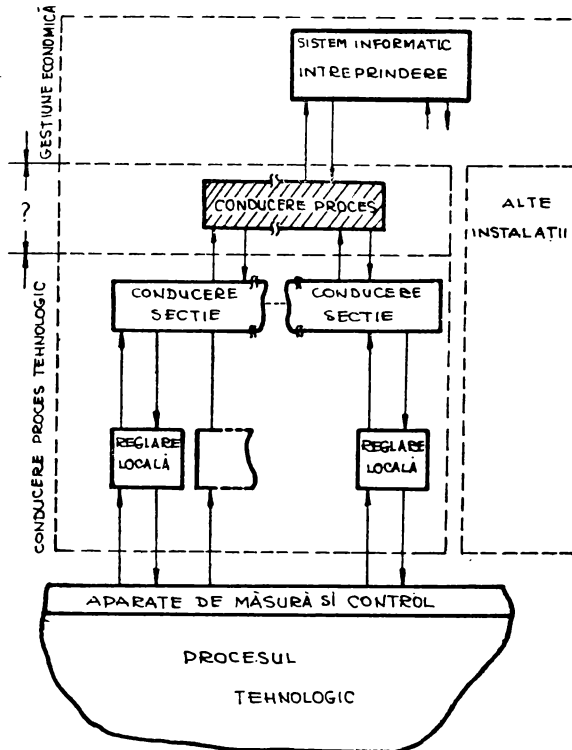 SISTEM INFORMATIC
INTREPRINDERE
GESTIUNE ECONOMICĂ
?
CONDUCERE PROCES
ALTE
INSTALAȚII
CONDUCERE
SECTIE
CONDUCERE
SECTIE
CONDUCERE PROCES TEHNOLOGIC
REGLARE
LOCALĂ
REGLARE
LOCALĂ
APARATE DE MĂSURĂ SI CONTROL
PROCESUL
TEHNOLOGIC